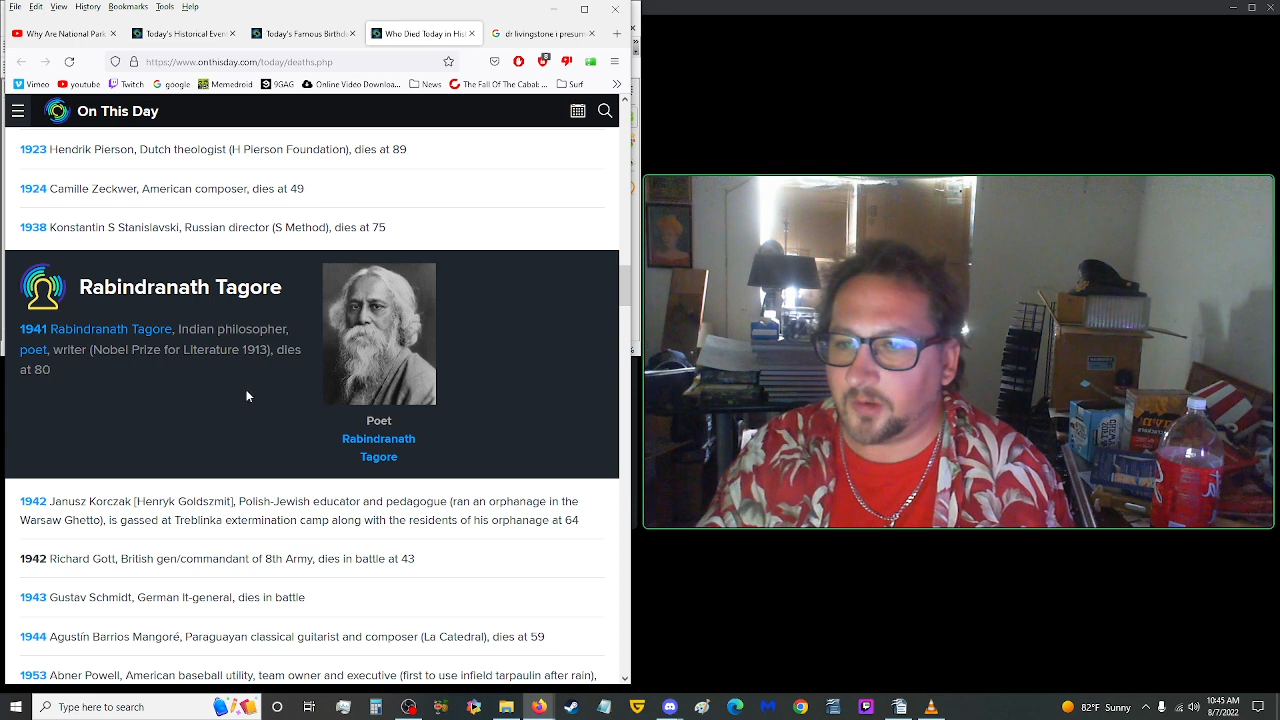 File Edit View History Bookmarks Tools Help
Why Are National Par
Today's Historical Event
Today's Famous Birthda
Who Died Today in His
dr livingstone i presum
https://www.onthisday.com/today/deaths.php
Vimeo youtube Twitch google Metroid 9GAG Online Video Downloa... News The Fall Of The Cabal -... Surf
On This Day
1923 Hendrik Pierson, Dutch theologist (H Pierson Foundation), dies at 89
1924 Camille Zeckwer, American composer, dies at 49
1938 Konstantin S Stanislavski, Russian director (S Method), dies at 75
Rabindranath Tagore
1941 Rabindranath Tagore, Indian philosopher,
poet, writer (Nobel Prize for Literature 1913), dies
at 80
Poet
Rabindranath
Tagore
1942 Janusz Korczak [Henryk Goldszmit], Polish-Jewish educator and pedagogue (ran an orphanage in the
Warsaw Ghetto), is gassed at Treblinka extermination camp along with the residents of his orphanage at 64
1942 Richard Gott, British gen/commandant of 8th Army, dies in battle at 43
1943 Gustav Schmidt, German lt-general, dies in battle
1944 Agustín Barrios Mangoré, Paraguayan classical guitarist and composer (La Catedral), dies at 59
1953 Abner Powell, American baseball utility, team owner and executive (first to use infield tarpaulin after rain),
Type here to search
82°F Sunny
10:45 AM
8/7/2022